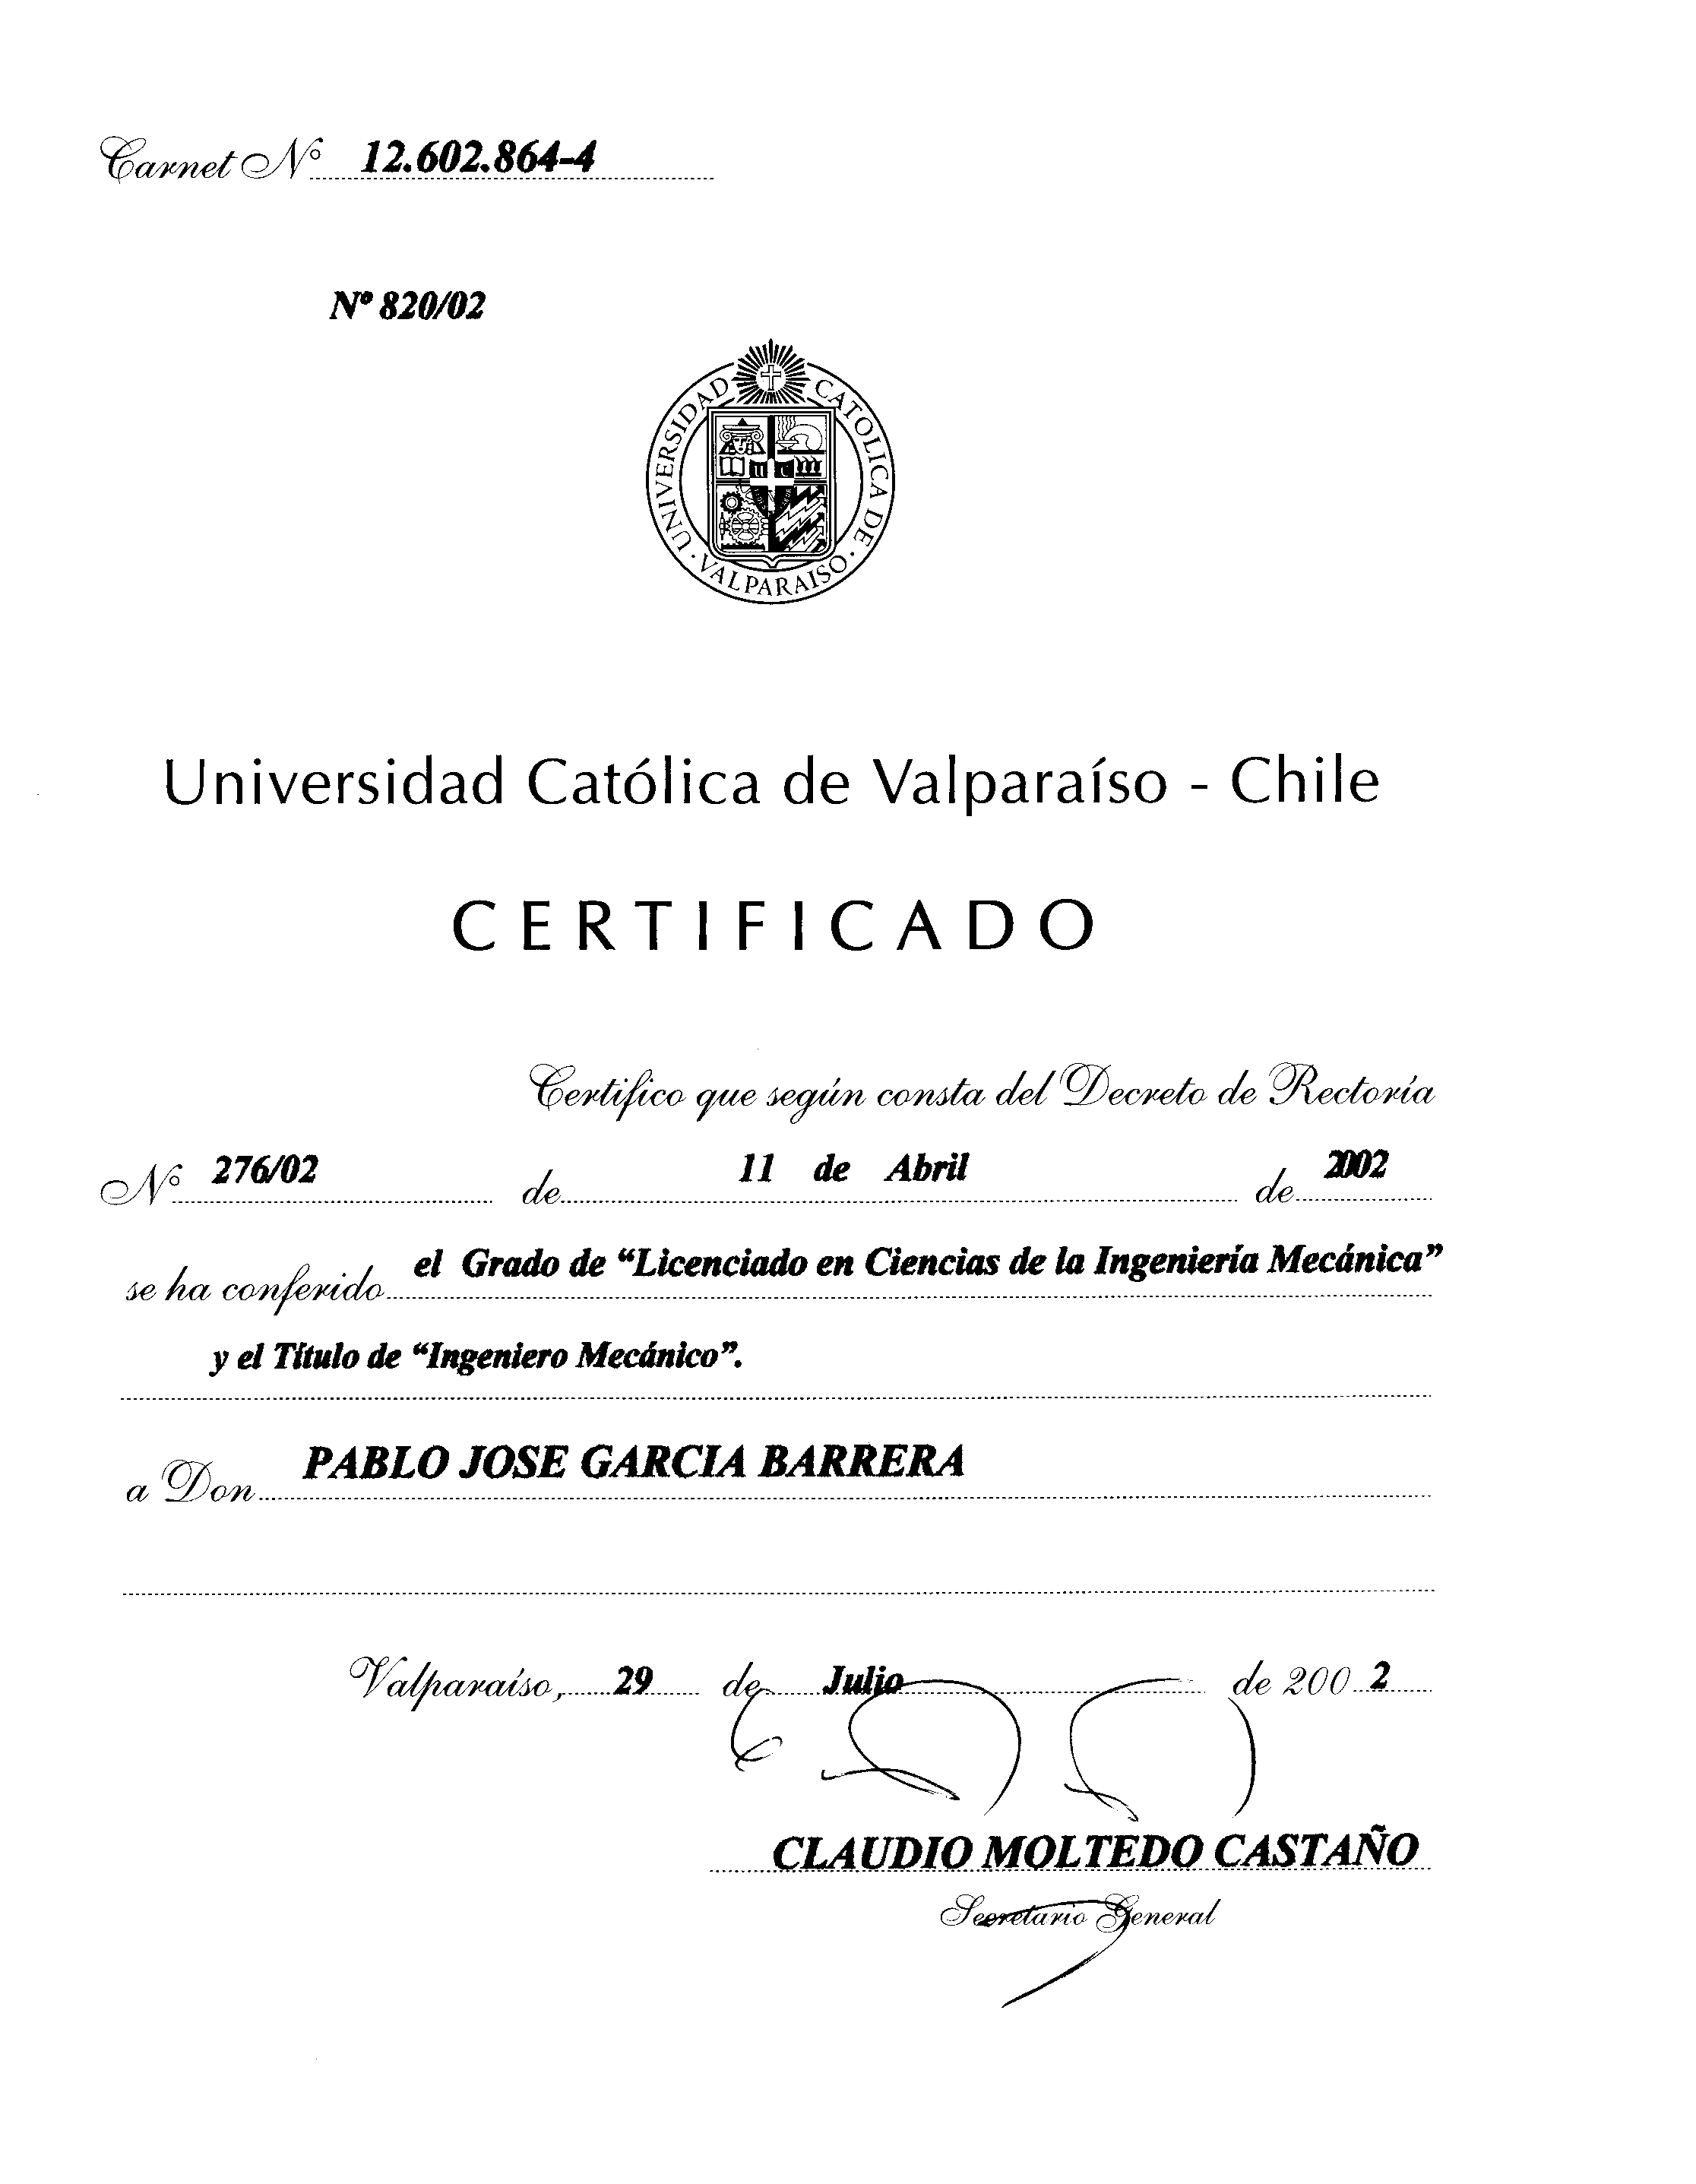 Carnet Nº 12.602.864-4
Nº 820/02
UNIVERSIDAD CATOLICA DE · VALPARAISO ·
Universidad Católica de Valparaíso - Chile
CERTIFICADO
Certifico que según consta del Decreto de Rectoría
Nº 276/02 de 11 de Abril de 2002
se ha conferido el Grado de “Licenciado en Ciencias de la Ingeniería Mecánica”
y el Título de “Ingeniero Mecánico”.
a Don PABLO JOSE GARCIA BARRERA
Valparaíso, 29 de Julio de 2002
CLAUDIO MOLTEDO CASTAÑO
Secretario General